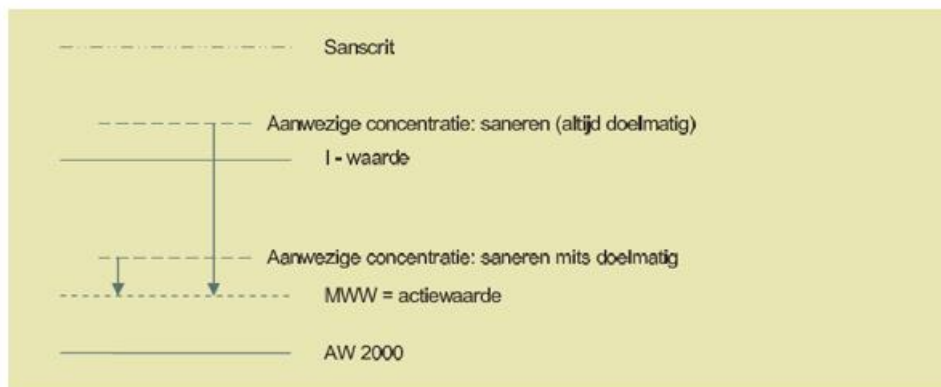 Sanscrit
Aanwezige concentratie: saneren (altijd doelmatig)
I - waarde
Aanwezige concentratie: saneren mits doelmatig
MWW = actiewaarde
AW 2000